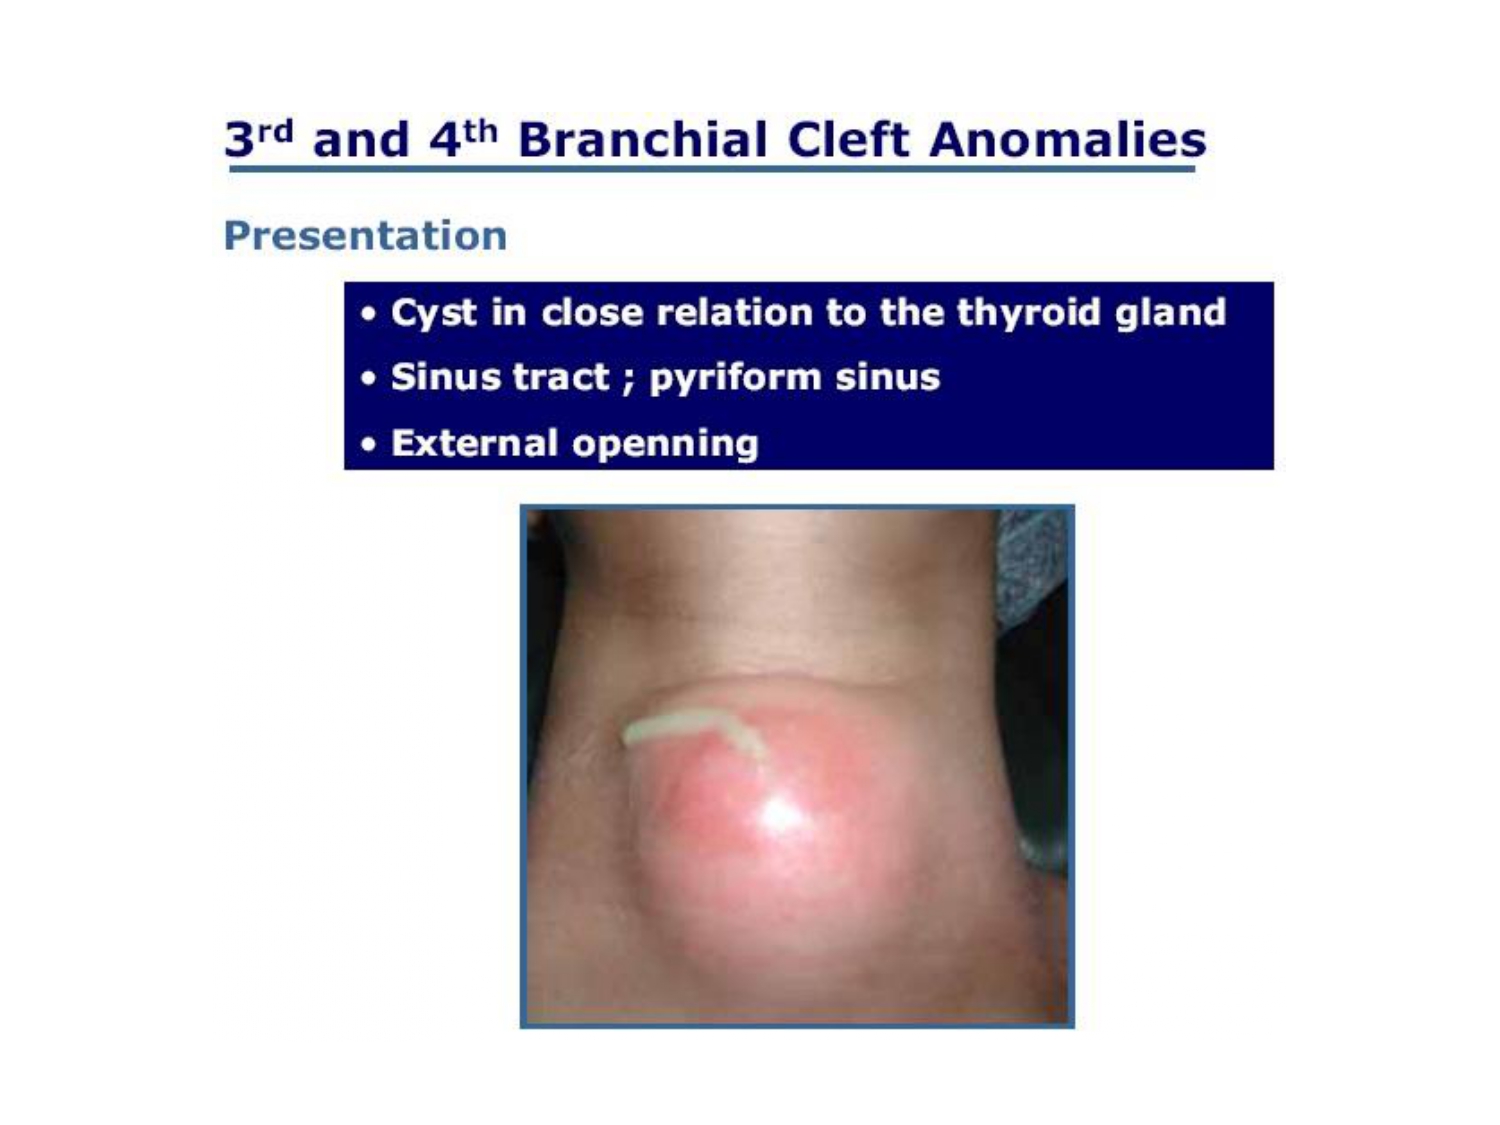 3rd and 4th Branchial Cleft Anomalies
Presentation
• Cyst in close relation to the thyroid gland
• Sinus tract ; pyriform sinus
• External openning